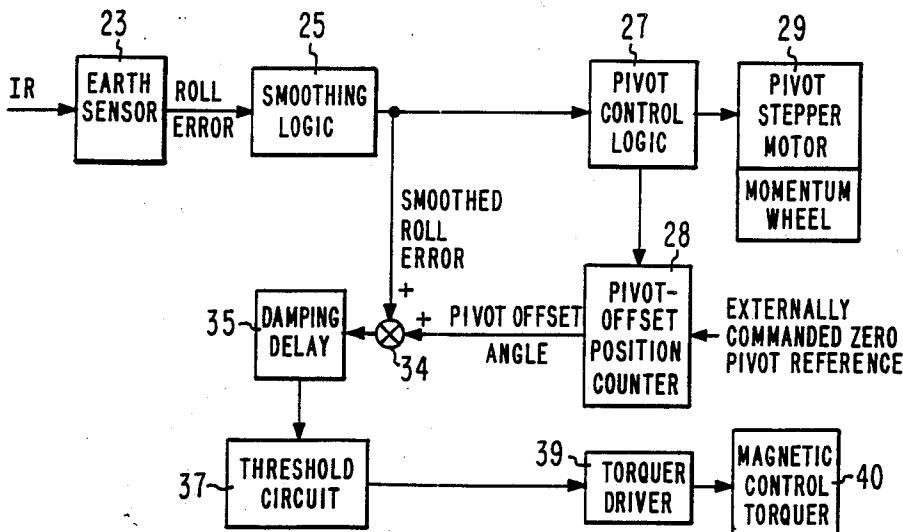 23
EARTH
SENSOR
IR
ROLL
ERROR
25
SMOOTHING
LOGIC
27
PIVOT
CONTROL
LOGIC
29
PIVOT
STEPPER
MOTOR
MOMENTUM
WHEEL
SMOOTHED
ROLL
ERROR
+
28
PIVOT-
OFFSET
POSITION
COUNTER
EXTERNALLY
COMMANDED ZERO
PIVOT REFERENCE
+
PIVOT OFFSET
ANGLE
34
35
DAMPING
DELAY
37
THRESHOLD
CIRCUIT
39
TORQUER
DRIVER
MAGNETIC
CONTROL
TORQUER
40